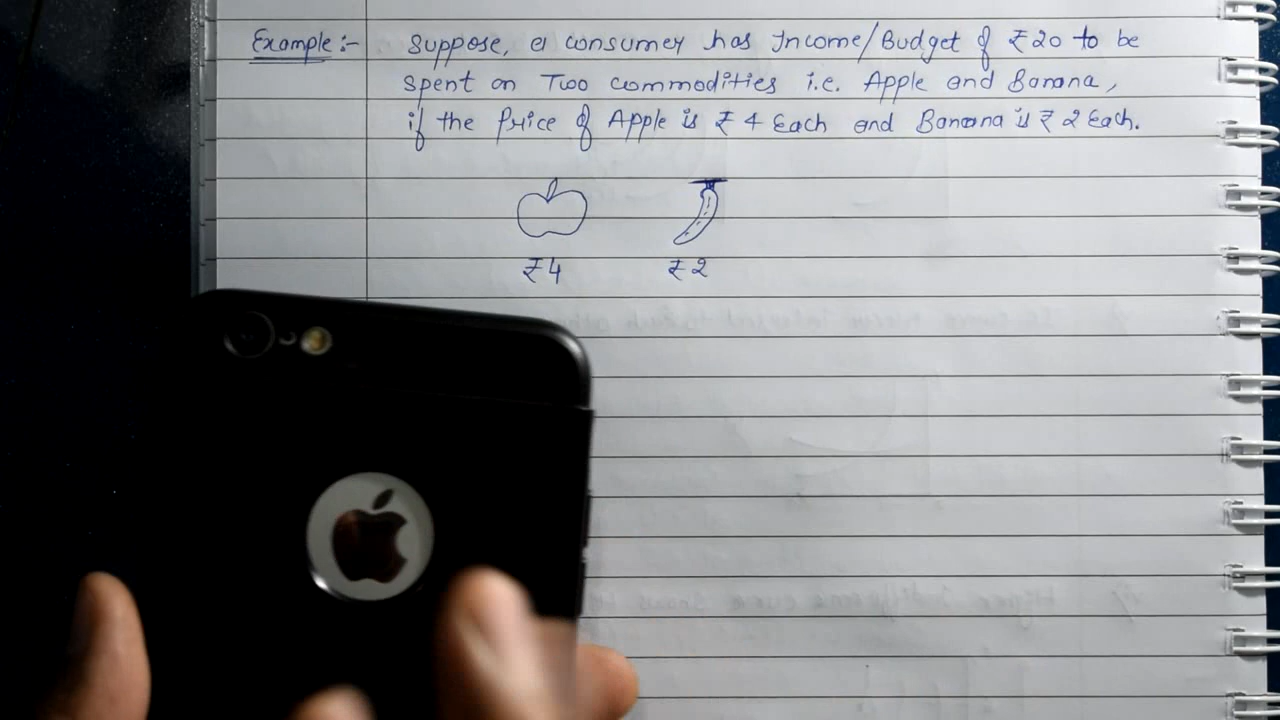 Example :- Suppose, a consumer has Income/Budget of ₹20 to be
spent on Two commodities i.e. Apple and Banana,
if the Price of Apple is ₹ 4 Each and Banana is ₹ 2 Each.
₹4 ₹2